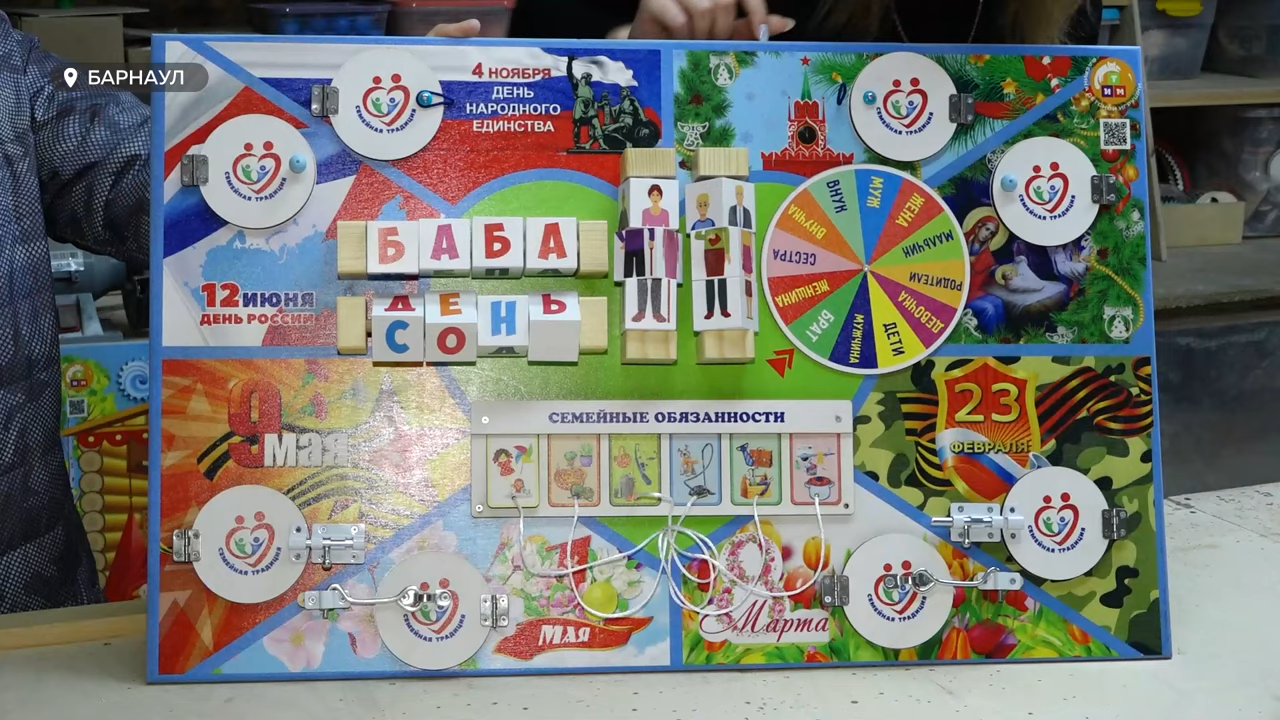 БАРНАУЛ
4 НОЯБРЯ
ДЕНЬ
НАРОДНОГО
ЕДИНСТВА
СЕМЕЙНАЯ ТРАДИЦИЯ
СЕМЕЙНАЯ ТРАДИЦИЯ
СЕМЕЙНАЯ ТРАДИЦИЯ
СЕМЕЙНАЯ ТРАДИЦИЯ
ТИМ
12 ИЮНЯ
ДЕНЬ РОССИИ
БАБА
ДЕНЬ
СОН
МУЖ
ЖЕНА
МАЛЬЧИК
РОДИТЕЛИ
ДЕВОЧКА
ДЕТИ
МУЖЧИНА
БРАТ
ЖЕНЩИНА
СЕСТРА
ВНУЧКА
ВНУК
9
МАЯ
СЕМЕЙНЫЕ ОБЯЗАННОСТИ
23
ФЕВРАЛЯ
СЕМЕЙНАЯ ТРАДИЦИЯ
СЕМЕЙНАЯ ТРАДИЦИЯ
1
МАЯ
8
Марта
СЕМЕЙНАЯ ТРАДИЦИЯ
СЕМЕЙНАЯ ТРАДИЦИЯ